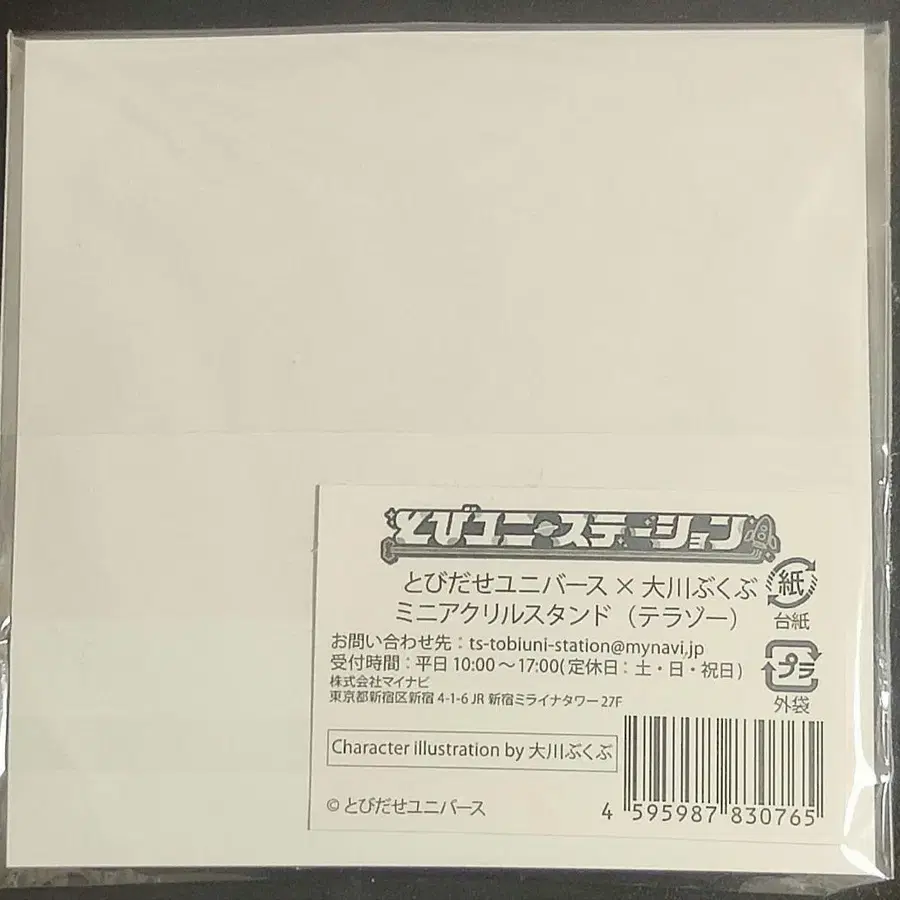 とびユニ・ステーション
とびだせユニバース × 大川ぶくぶ
ミニアクリルスタンド（テラゾー）
お問い合わせ先：ts-tobiuni-station@mynavi.jp
受付時間：平日 10:00～17:00(定休日：土・日・祝日)
株式会社マイナビ
東京都新宿区新宿 4-1-6 JR 新宿ミライナタワー 27F
紙
台紙
プラ
外袋
Character illustration by 大川ぶくぶ
© とびだせユニバース
4 595987 830765